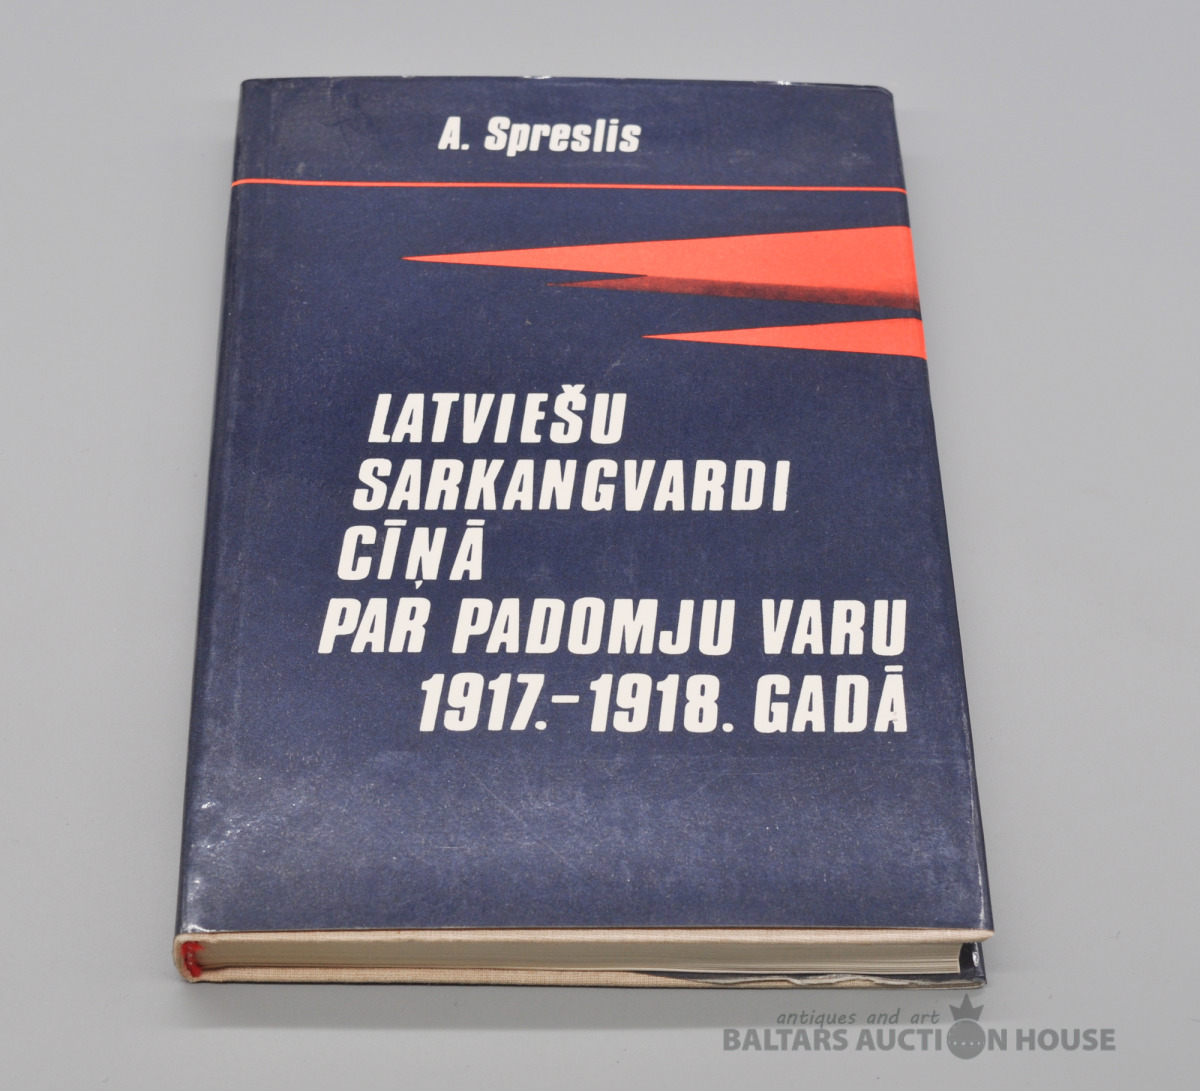 A. Spreslis
LATVIEŠU
SARKANGVARDI
CĪŅĀ
PAR PADOMJU VARU
1917.–1918. GADĀ
antiques and art
BALTARS AUCTION HOUSE